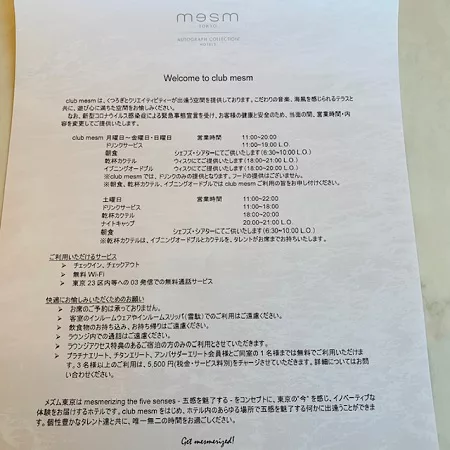 mesm
TOKYO
AUTOGRAPH COLLECTION
HOTELS
Welcome to club mesm
club mesm は、くつろぎとクリエイティビティーが出逢う空間を提供しております。こだわりの音楽、海風を感じられるテラスと
共に、遊び心に満ちた空間をお愉しみください。
なお、新型コロナウイルス感染症による緊急事態宣言を受け、お客様の健康と安全のため、当面の間、営業時間・内
容を変更してご提供いたします。
club mesm 月曜日～金曜日・日曜日 営業時間 11:00~20:00
ドリンクサービス 11:00~19:00 L.O.
朝食 シェフズ・シアターにてご供いたします(6:30~10:00 L.O.)
乾杯カクテル ウィスクにてご提供いたします(17:00~21:00 L.O.)
イブニングオードブル ウィスクにてご提供いたします(18:00~20:00 L.O.)
※club mesm では、ドリンクのみの提供となります。フードの提供はございません。
※朝食、乾杯カクテル、イブニングオードブルでは club mesm ご利用の旨をお申し付けください。
土曜日 営業時間 11:00~22:00
ドリンクサービス 11:00~18:00
乾杯カクテル 18:00~20:00
ナイトキャップ 20:00~21:00 L.O.
朝食 シェフズ・シアターにてご提供いたします(6:30~10:00 L.O.)
※乾杯カクテルは、イブニングオードブルとカクテルを、タレントがお席までお持ちいたします。
ご利用いただけるサービス
➢ チェックイン、チェックアウト
➢ 無料 Wi-Fi
➢ 東京 23 区内等への 03 発信での無料通話サービス
快適にお愉しみいただくためのお願い
➢ お席のご予約は承っておりません。
➢ 客室のインルームウェアやインルームスリッパ(雪駄)でのご利用はご遠慮ください。
➢ 飲食物のお持ち込み、お持ち帰りはご遠慮ください。
➢ ラウンジ内での通話はご遠慮ください。
➢ ラウンジアクセス特典のあるご宿泊の方のみのご利用に限らせていただきます。
➢ プラチナエリート、チタンエリート、アンバサダーエリート会員様とご同室の 1 名様までは無料でご利用いただけま
す。3 名様以上のご利用は、5,500 円(税金・サービス料別)をチャージさせていただきます。詳細についてはお問
い合わせください。
メズム東京は mesmerizing the five senses - 五感を魅了する - をコンセプトに、東京の“今”を感じ、イノベーティブな
体験をお届けするホテルです。club mesm をはじめ、ホテル内のあらゆる場所で五感を魅了する何かに出逢うことができ
ます。個性豊かなタレント達と共に、唯一無二の時間をお過ごしください。
Get mesmerized!